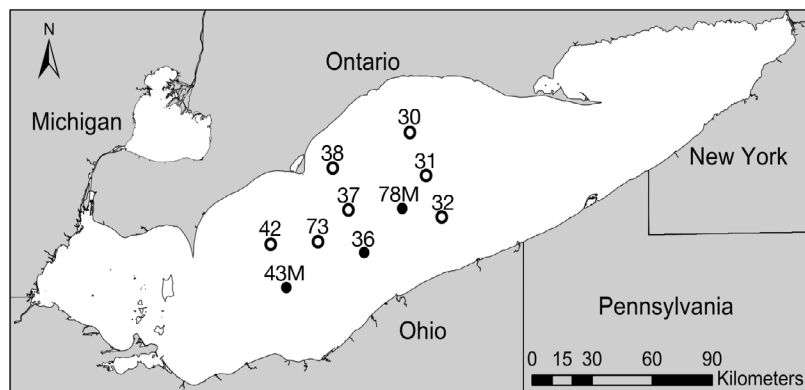 N
Ontario
Michigan
30
38
31
New York
37
78M
32
42
73
36
43M
Pennsylvania
Ohio
0 15 30 60 90
Kilometers